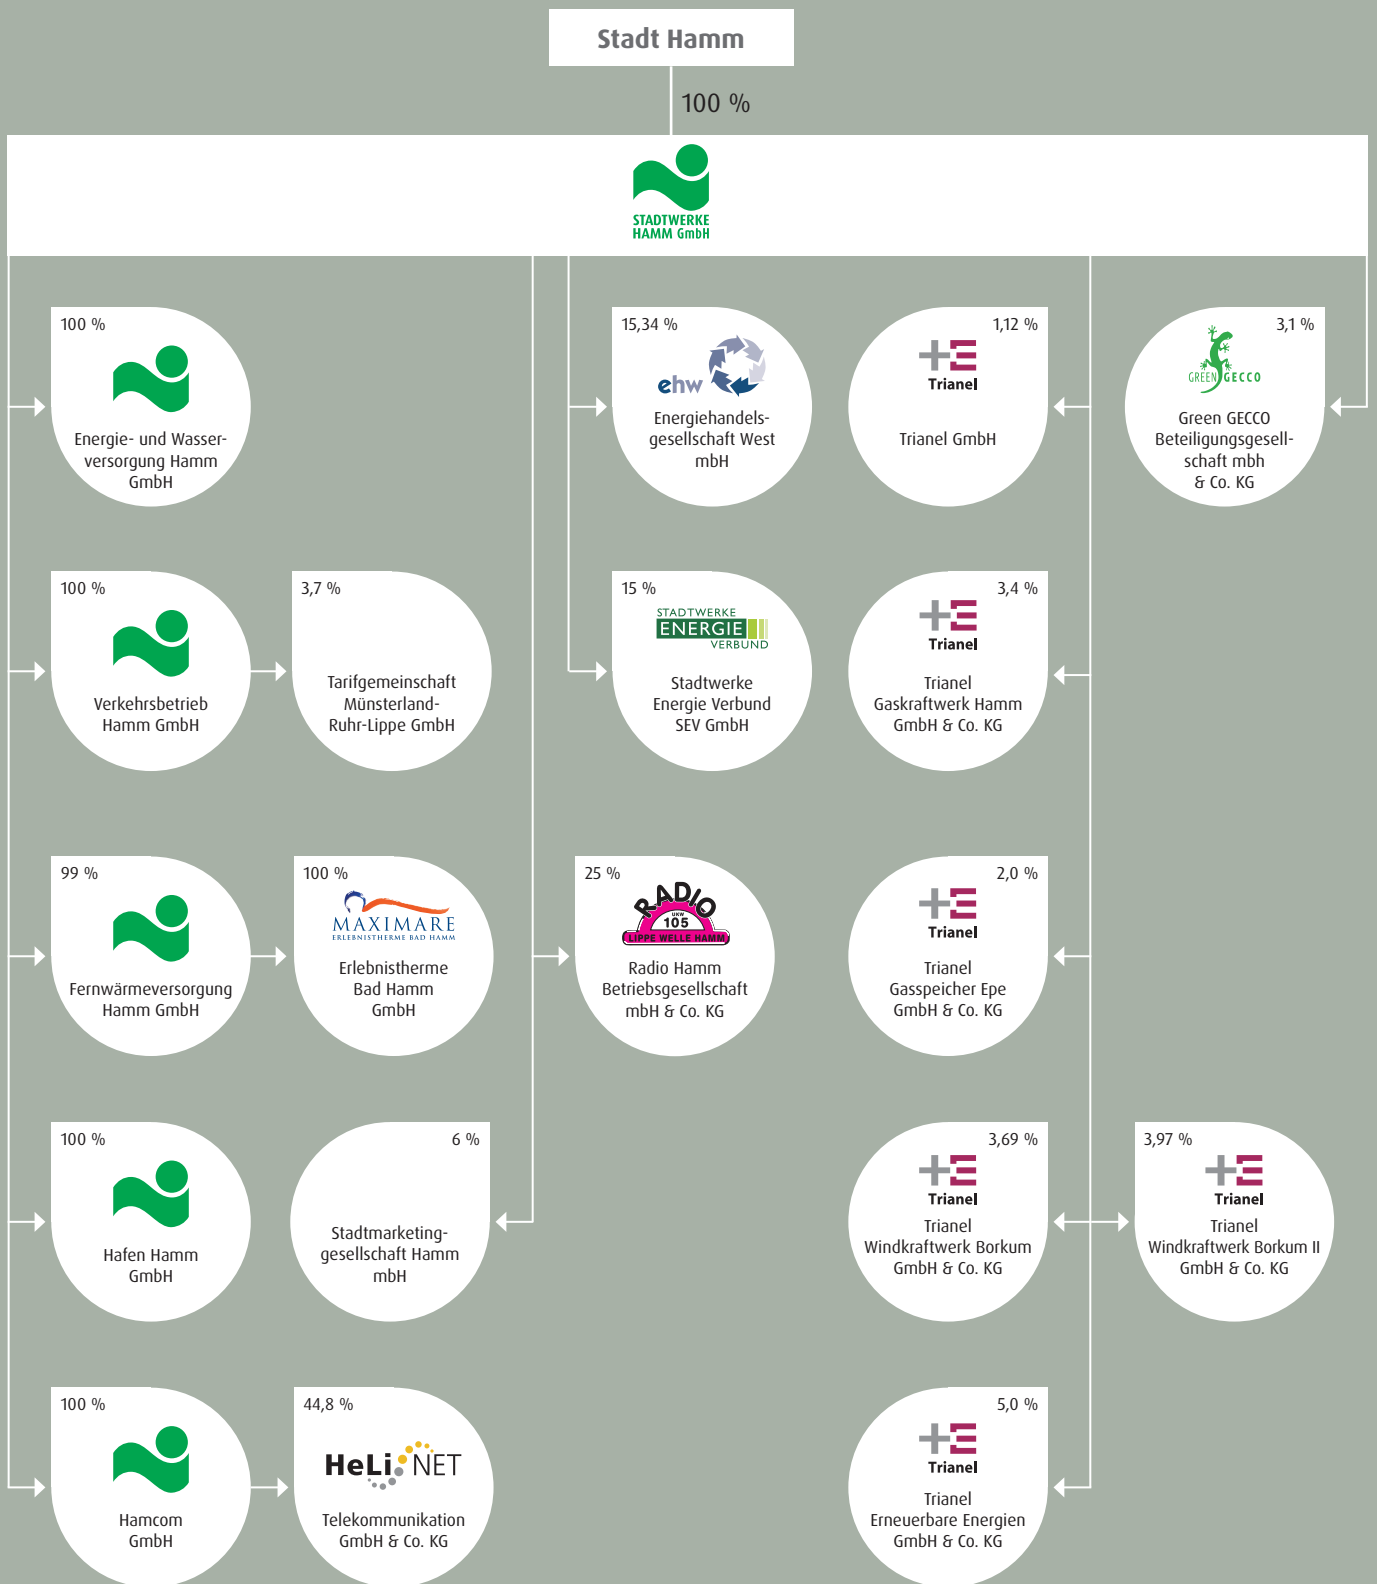 Stadt Hamm
100 %
STADTWERKE
HAMM GmbH
100 %
Energie- und Wasser-
versorgung Hamm
GmbH
15,34 %
ehw
Energiehandels-
gesellschaft West
mbH
1,12 %
Trianel
Trianel GmbH
3,1 %
GREEN GECCO
Green GECCO
Beteiligungsgesell-
schaft mbh
& Co. KG
100 %
Verkehrsbetrieb
Hamm GmbH
3,7 %
Tarifgemeinschaft
Münsterland-
Ruhr-Lippe GmbH
15 %
STADTWERKE
ENERGIE
VERBUND
Stadtwerke
Energie Verbund
SEV GmbH
3,4 %
Trianel
Trianel
Gaskraftwerk Hamm
GmbH & Co. KG
99 %
Fernwärmeversorgung
Hamm GmbH
100 %
MAXIMARE
ERLEBNISTHERME BAD HAMM
Erlebnistherme
Bad Hamm
GmbH
25 %
RADIO
UKW
105
LIPPE WELLE HAMM
Radio Hamm
Betriebsgesellschaft
mbH & Co. KG
2,0 %
Trianel
Trianel
Gasspeicher Epe
GmbH & Co. KG
100 %
Hafen Hamm
GmbH
6 %
Stadtmarketing-
gesellschaft Hamm
mbH
3,69 %
Trianel
Trianel
Windkraftwerk Borkum
GmbH & Co. KG
3,97 %
Trianel
Trianel
Windkraftwerk Borkum II
GmbH & Co. KG
100 %
Hamcom
GmbH
44,8 %
HeLi NET
Telekommunikation
GmbH & Co. KG
5,0 %
Trianel
Trianel
Erneuerbare Energien
GmbH & Co. KG